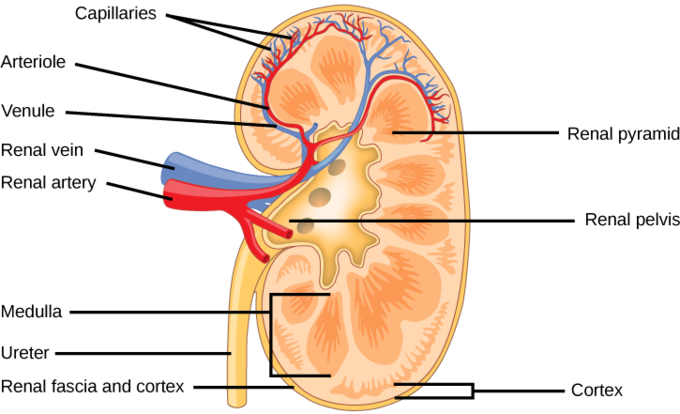 Capillaries
Arteriole
Venule
Renal vein
Renal artery
Renal pyramid
Renal pelvis
Medulla
Ureter
Renal fascia and cortex
Cortex